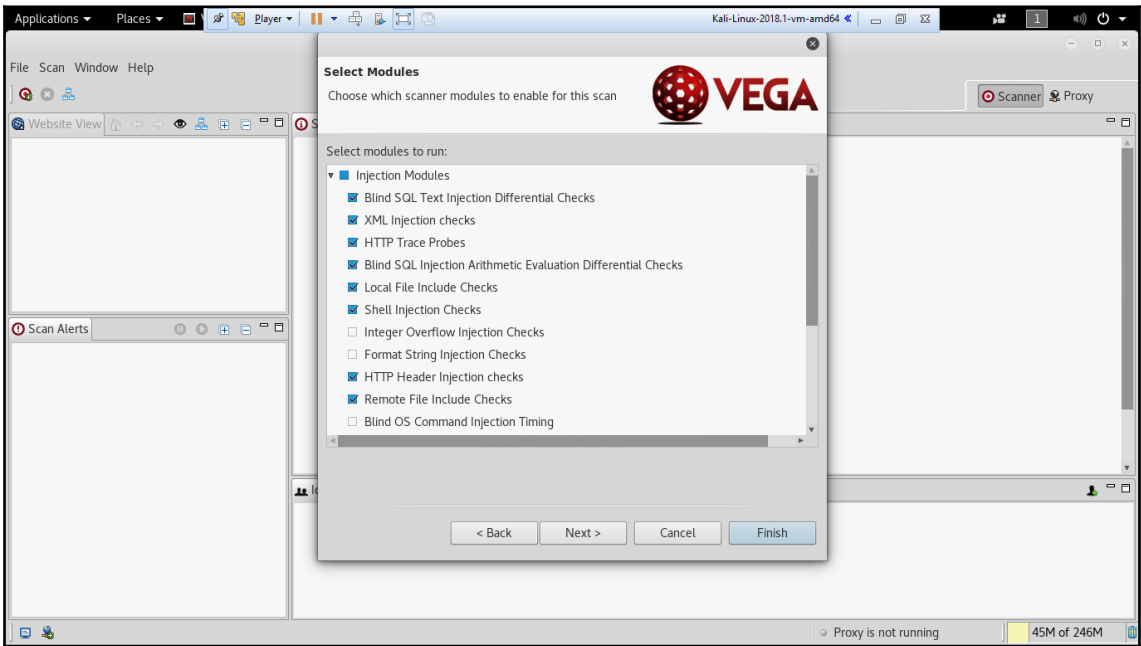 Applications Places Player Kali-Linux-2018.1-vm-amd64 1
File Scan Window Help
Scanner Proxy
Website View
Scan Alerts
Select Modules
Choose which scanner modules to enable for this scan
VEGA
Select modules to run:
Injection Modules
Blind SQL Text Injection Differential Checks
XML Injection checks
HTTP Trace Probes
Blind SQL Injection Arithmetic Evaluation Differential Checks
Local File Include Checks
Shell Injection Checks
Integer Overflow Injection Checks
Format String Injection Checks
HTTP Header Injection checks
Remote File Include Checks
Blind OS Command Injection Timing
< Back Next > Cancel Finish
Proxy is not running 45M of 246M